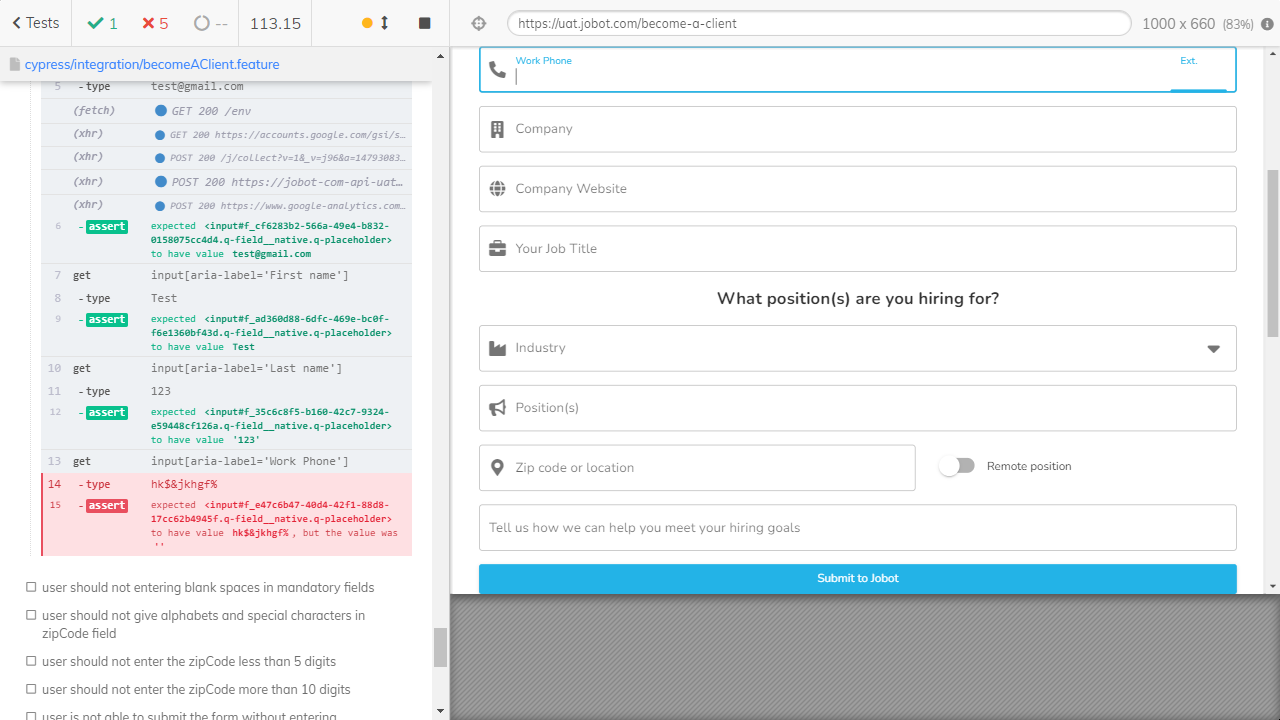 Tests
1
5
--
113.15
https://uat.jobot.com/become-a-client
1000 x 660 (83%)
cypress/integration/becomeAClient.feature
5 -type test@gmail.com
(fetch) GET 200 /env
(xhr) GET 200 https://accounts.google.com/gsi/s...
(xhr) POST 200 /j/collect?v=1&_v=j96&a=14793083...
(xhr) POST 200 https://jobot-com-api-uat...
(xhr) POST 200 https://www.google-analytics.com...
6 -assert expected <input#f_cf6283b2-566a-49e4-b832-
0158075cc4d4.q-field__native.q-placeholder>
to have value test@gmail.com
7 get input[aria-label='First name']
8 -type Test
9 -assert expected <input#f_ad360d88-6dfc-469e-bc0f-
f6e1360bf43d.q-field__native.q-placeholder>
to have value Test
10 get input[aria-label='Last name']
11 -type 123
12 -assert expected <input#f_35c6c8f5-b160-42c7-9324-
e59448cf126a.q-field__native.q-placeholder>
to have value '123'
13 get input[aria-label='Work Phone']
14 -type hk$&jkhgf%
15 -assert expected <input#f_e47c6b47-40d4-42f1-88d8-
17cc62b4945f.q-field__native.q-placeholder>
to have value hk$&jkhgf%, but the value was
''
user should not entering blank spaces in mandatory fields
user should not give alphabets and special characters in
zipCode field
user should not enter the zipCode less than 5 digits
user should not enter the zipCode more than 10 digits
user is not able to submit the form without entering
Work Phone
Ext.
Company
Company Website
Your Job Title
What position(s) are you hiring for?
Industry
Position(s)
Zip code or location
Remote position
Tell us how we can help you meet your hiring goals
Submit to Jobot